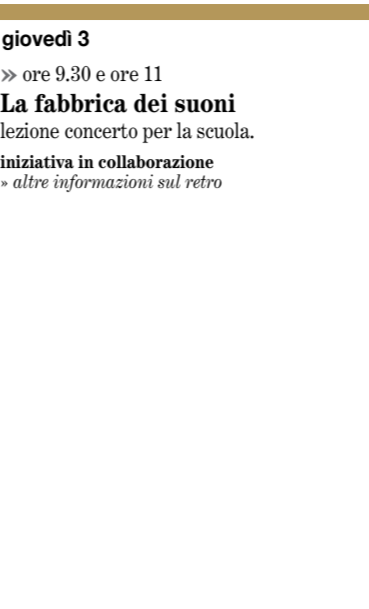 giovedì 3
» ore 9.30 e ore 11
La fabbrica dei suoni
lezione concerto per la scuola.
iniziativa in collaborazione
» altre informazioni sul retro